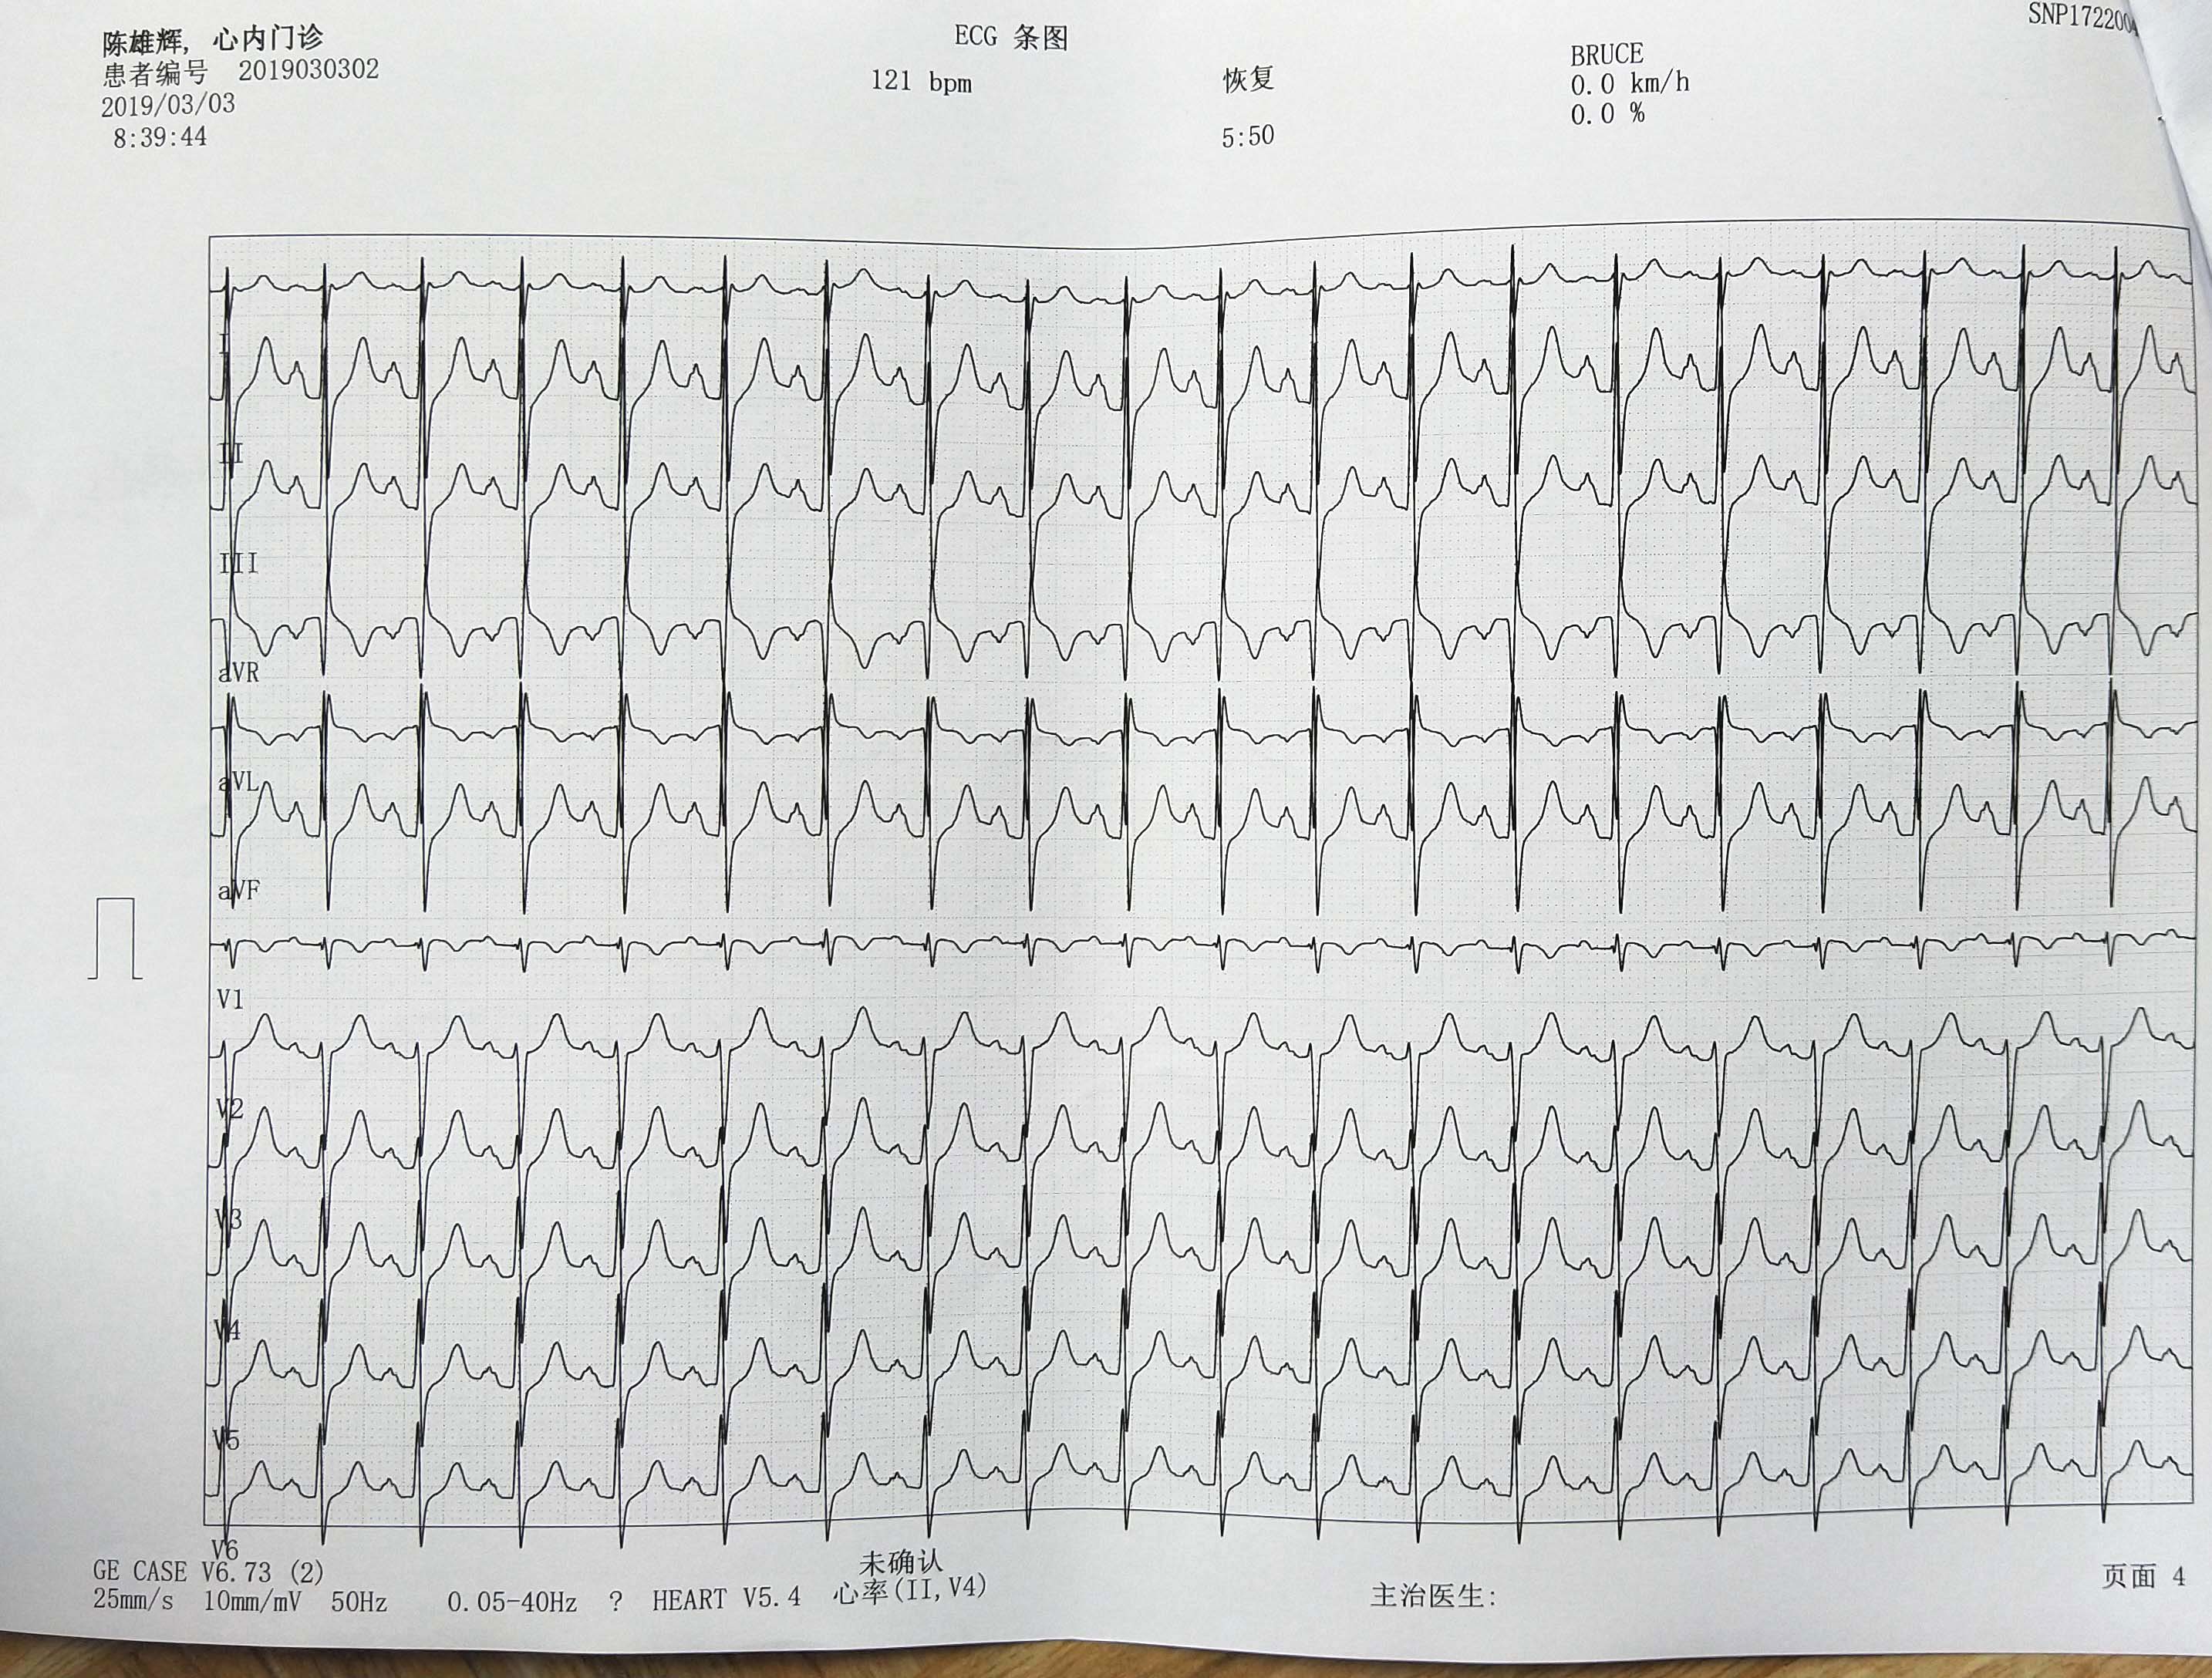 陈雄辉, 心内门诊
患者编号 2019030302
2019/03/03
8:39:44
ECG 条图
121 bpm
恢复
5:50
BRUCE
0.0 km/h
0.0 %
I
II
III
aVR
aVL
aVF
V1
V2
V3
V4
V5
V6
GE CASE V6.73 (2)
25mm/s 10mm/mV 50Hz 0.05-40Hz ? HEART V5.4 心率(II,V4)
未确认
主治医生:
页面 4